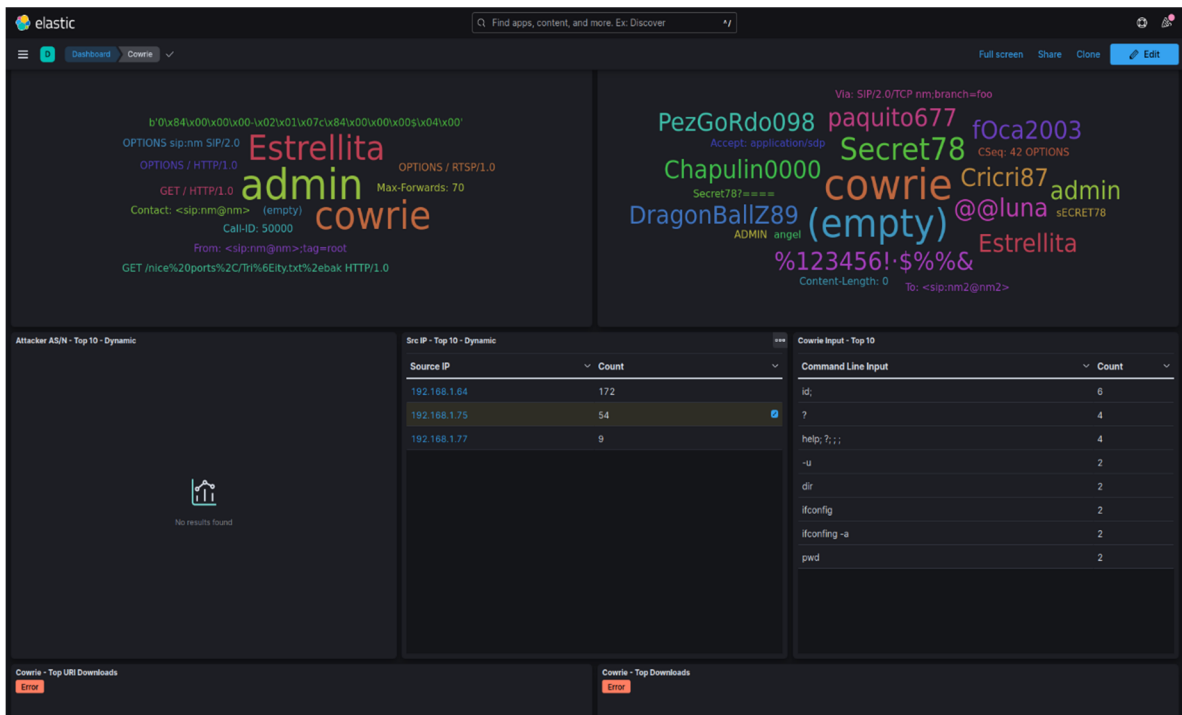 elastic
Find apps, content, and more. Ex: Discover
^/
D
Dashboard
Cowrie
Full screen
Share
Clone
Edit
b'0\x84\x00\x00\x00-\x02\x01\x07c\x84\x00\x00\x00$\x04\x00'
OPTIONS sip:nm SIP/2.0
Estrellita
OPTIONS / HTTP/1.0
OPTIONS / RTSP/1.0
GET / HTTP/1.0
admin
Max-Forwards: 70
Contact: <sip:nm@nm>
(empty)
cowrie
Call-ID: 50000
From: <sip:nm@nm>;tag=root
GET /nice%20ports%2C/Tri%6Eity.txt%2ebak HTTP/1.0
Via: SIP/2.0/TCP nm;branch=foo
PezGoRdo098
paquito677
fOca2003
Accept: application/sdp
Secret78
CSeq: 42 OPTIONS
Chapulin0000
cowrie
Cricri87
admin
Secret78?====
DragonBallZ89
(empty)
@@luna
sECRET78
ADMIN
angel
Estrellita
%123456!·$%%&
Content-Length: 0
To: <sip:nm2@nm2>
Attacker AS/N - Top 10 - Dynamic
No results found
Src IP - Top 10 - Dynamic
Source IP
Count
192.168.1.64
172
192.168.1.75
54
192.168.1.77
9
Cowrie Input - Top 10
Command Line Input
Count
id;
6
?
4
help; ?; ; ;
4
-u
2
dir
2
ifconfig
2
ifconfing -a
2
pwd
2
Cowrie - Top URI Downloads
Error
Cowrie - Top Downloads
Error